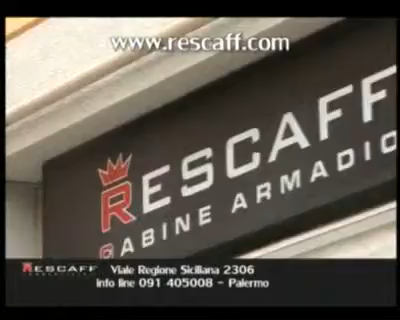 www.rescaff.com
RESCAFF
CABINE ARMADIO
RESCAFF
Viale Regione Siciliana 2306
info line 091 405008 - Palermo